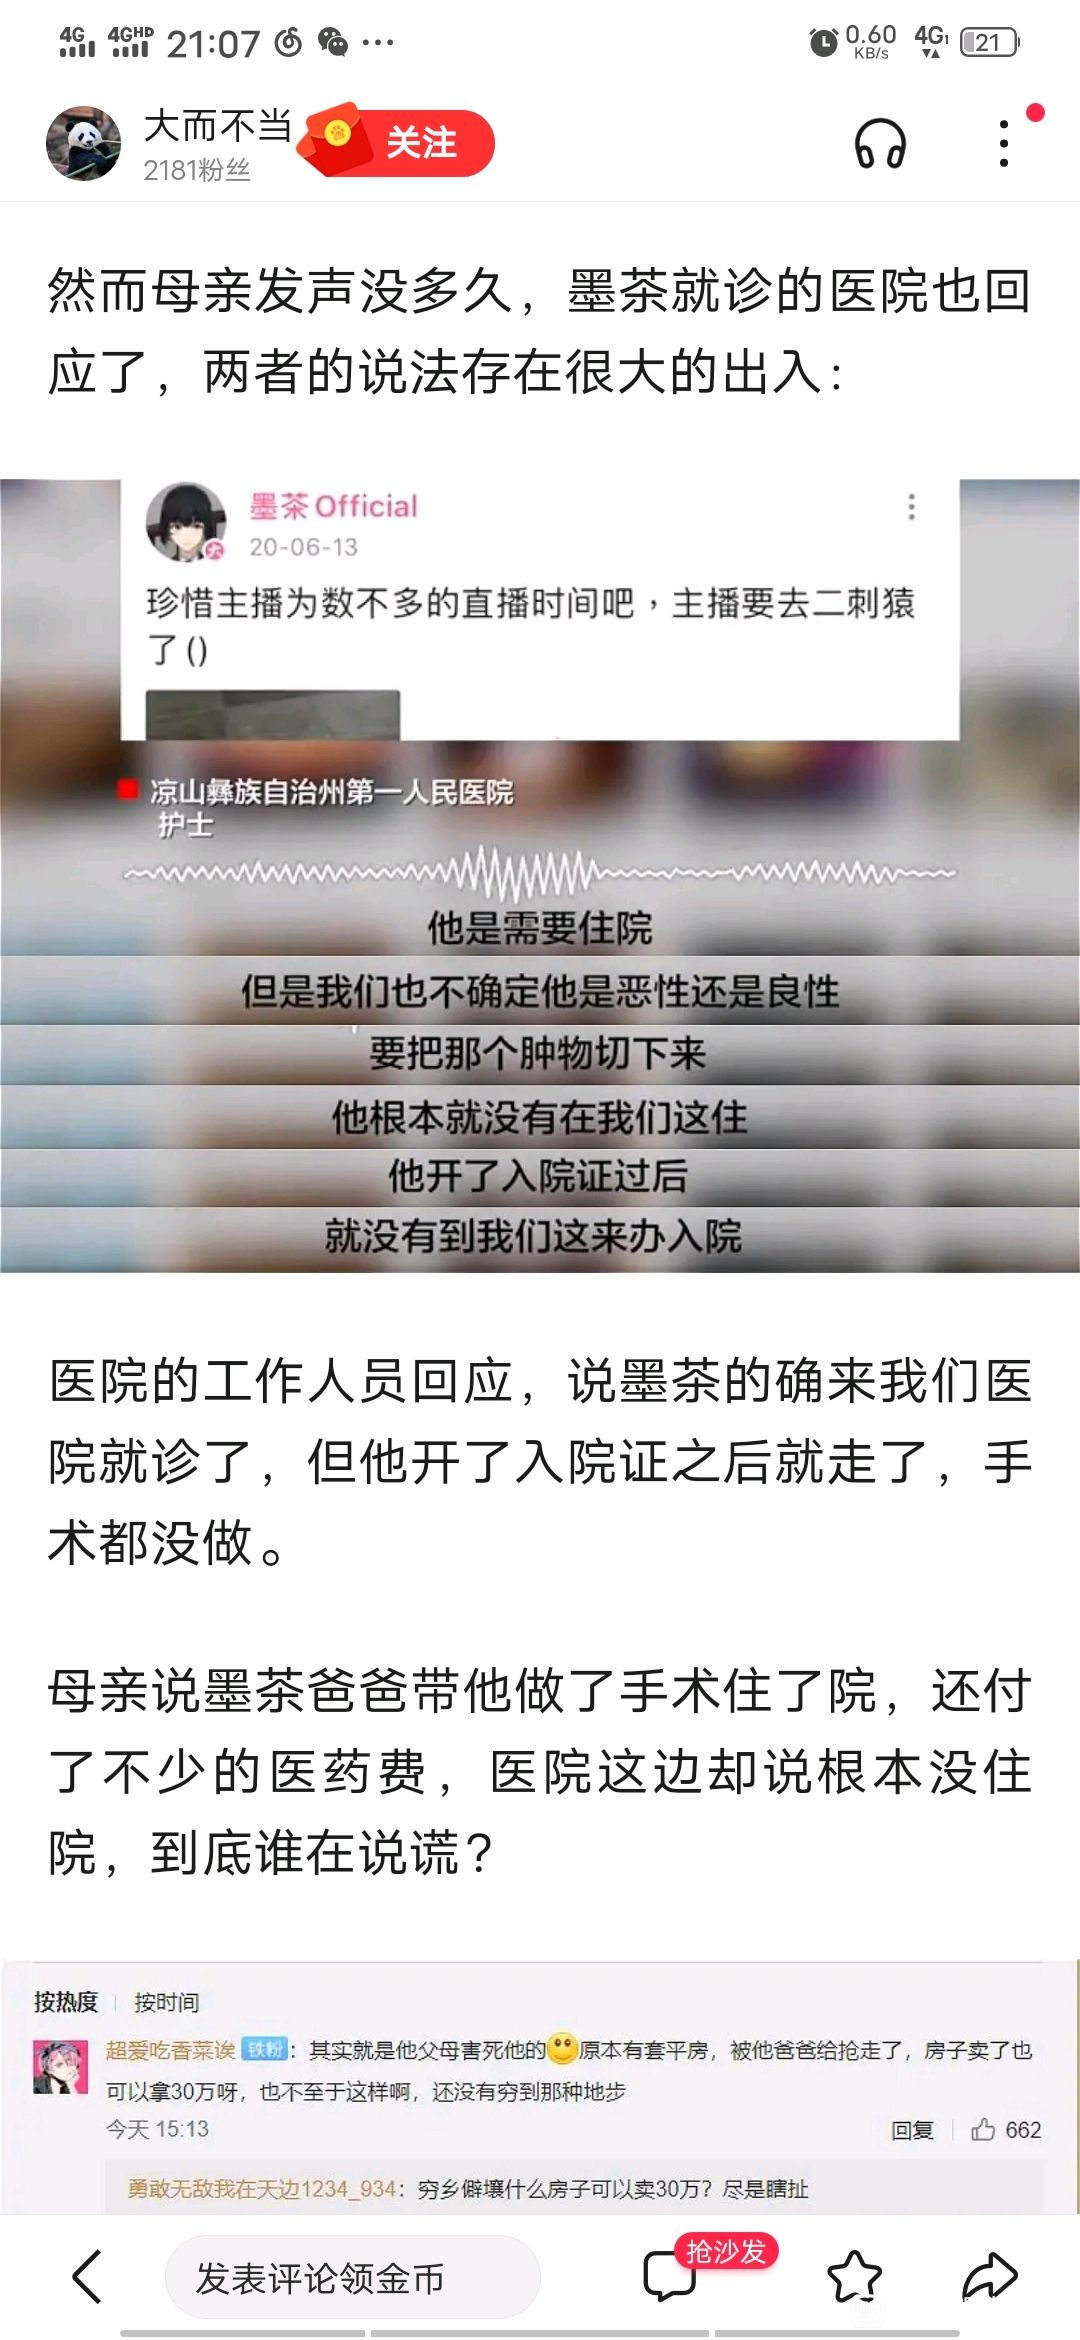 4G 4GHD 21:07 0.60 KB/s 4G 21
大而不当
关注
2181粉丝
然而母亲发声没多久，墨茶就诊的医院也回
应了，两者的说法存在很大的出入：
墨茶Official
20-06-13
珍惜主播为数不多的直播时间吧，主播要去二刺猿
了()
凉山彝族自治州第一人民医院
护士
他是需要住院
但是我们也不确定他是恶性还是良性
要把那个肿物切下来
他根本就没有在我们这住
他开了入院证过后
就没有到我们这来办入院
医院的工作人员回应，说墨茶的确来我们医
院就诊了，但他开了入院证之后就走了，手
术都没做。
母亲说墨茶爸爸带他做了手术住了院，还付
了不少的医药费，医院这边却说根本没住
院，到底谁在说谎？
按热度 按时间
超爱吃香菜诶 铁粉：其实就是他父母害死他的原本有套平房，被他爸爸给抢走了，房子卖了也
可以拿30万呀，也不至于这样啊，还没有穷到那种地步
今天 15:13 回复 662
勇敢无敌我在天边1234_934：穷乡僻壤什么房子可以卖30万？尽是瞎扯
抢沙发
发表评论领金币